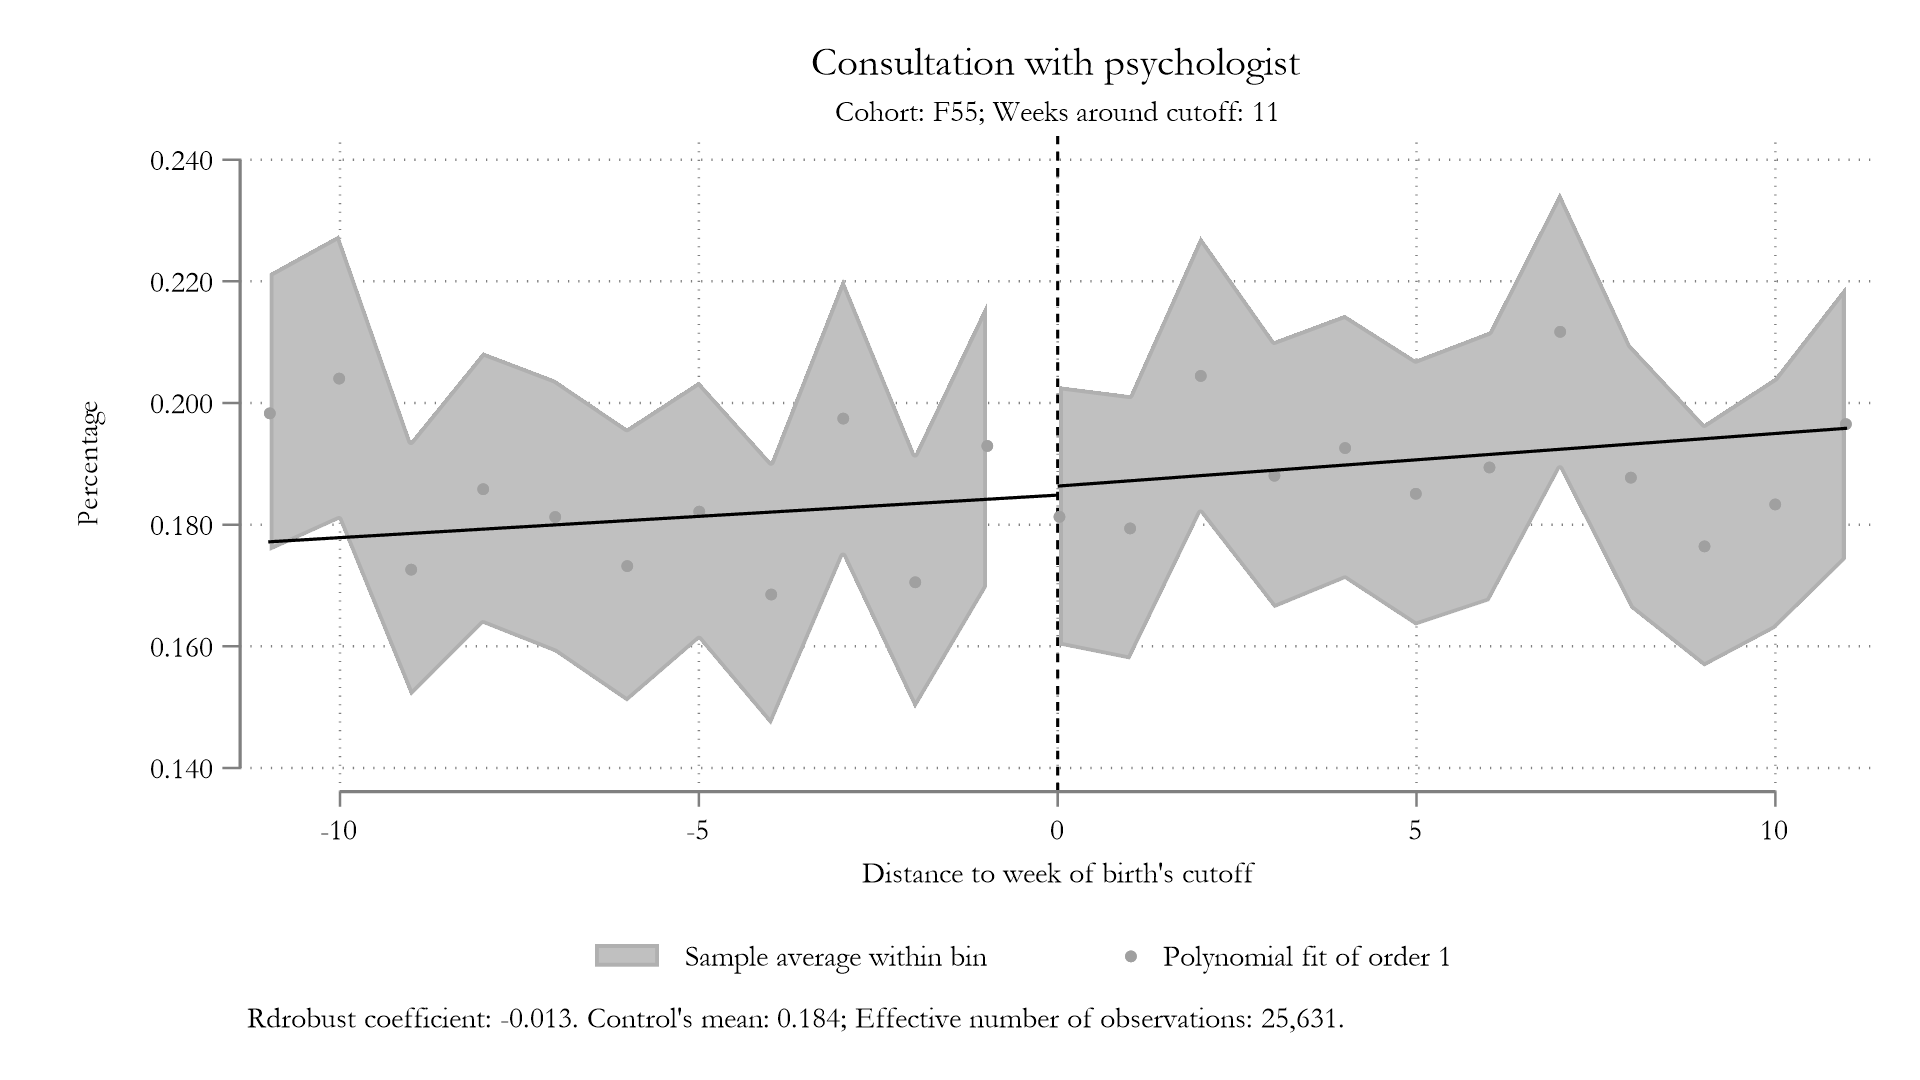 Consultation with psychologist
Cohort: F55; Weeks around cutoff: 11
0.240
0.220
0.200
0.180
0.160
0.140
Percentage
-10 -5 0 5 10
Distance to week of birth's cutoff
Sample average within bin Polynomial fit of order 1
Rdrobust coefficient: -0.013. Control's mean: 0.184; Effective number of observations: 25,631.